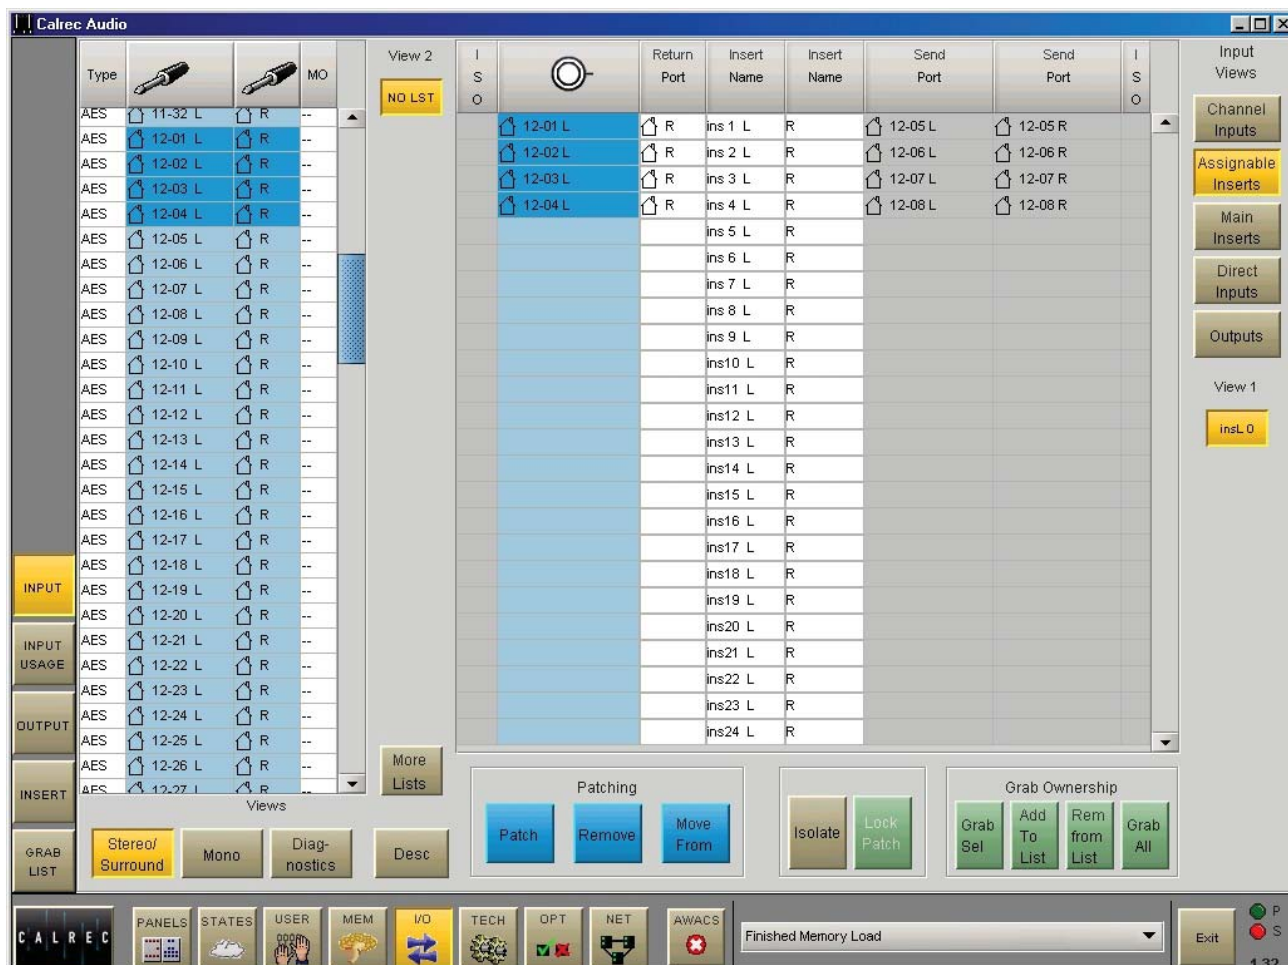 Calrec Audio
Type MO
AES 11-32 L R --
AES 12-01 L R --
AES 12-02 L R --
AES 12-03 L R --
AES 12-04 L R --
AES 12-05 L R --
AES 12-06 L R --
AES 12-07 L R --
AES 12-08 L R --
AES 12-09 L R --
AES 12-10 L R --
AES 12-11 L R --
AES 12-12 L R --
AES 12-13 L R --
AES 12-14 L R --
AES 12-15 L R --
AES 12-16 L R --
AES 12-17 L R --
AES 12-18 L R --
AES 12-19 L R --
AES 12-20 L R --
AES 12-21 L R --
AES 12-22 L R --
AES 12-23 L R --
AES 12-24 L R --
AES 12-25 L R --
AES 12-26 L R --
AES 12-27 L R --
View 2
NO LST
More
Lists
I
S
O
Return
Port
Insert
Name
Insert
Name
Send
Port
Send
Port
I
S
O
12-01 L R ins 1 L R 12-05 L 12-05 R
12-02 L R ins 2 L R 12-06 L 12-06 R
12-03 L R ins 3 L R 12-07 L 12-07 R
12-04 L R ins 4 L R 12-08 L 12-08 R
ins 5 L R
ins 6 L R
ins 7 L R
ins 8 L R
ins 9 L R
ins10 L R
ins11 L R
ins12 L R
ins13 L R
ins14 L R
ins15 L R
ins16 L R
ins17 L R
ins18 L R
ins19 L R
ins20 L R
ins21 L R
ins22 L R
ins23 L R
ins24 L R
Input
Views
Channel
Inputs
Assignable
Inserts
Main
Inserts
Direct
Inputs
Outputs
View 1
insL 0
INPUT
INPUT
USAGE
OUTPUT
INSERT
GRAB
LIST
Views
Stereo/
Surround
Mono
Diag-
nostics
Desc
Patching
Patch
Remove
Move
From
Isolate
Lock
Patch
Grab Ownership
Grab
Sel
Add
To
List
Rem
from
List
Grab
All
CALREC
PANELS
STATES
USER
MEM
I/O
TECH
OPT
NET
AWACS
Finished Memory Load
Exit
P
S
1.32